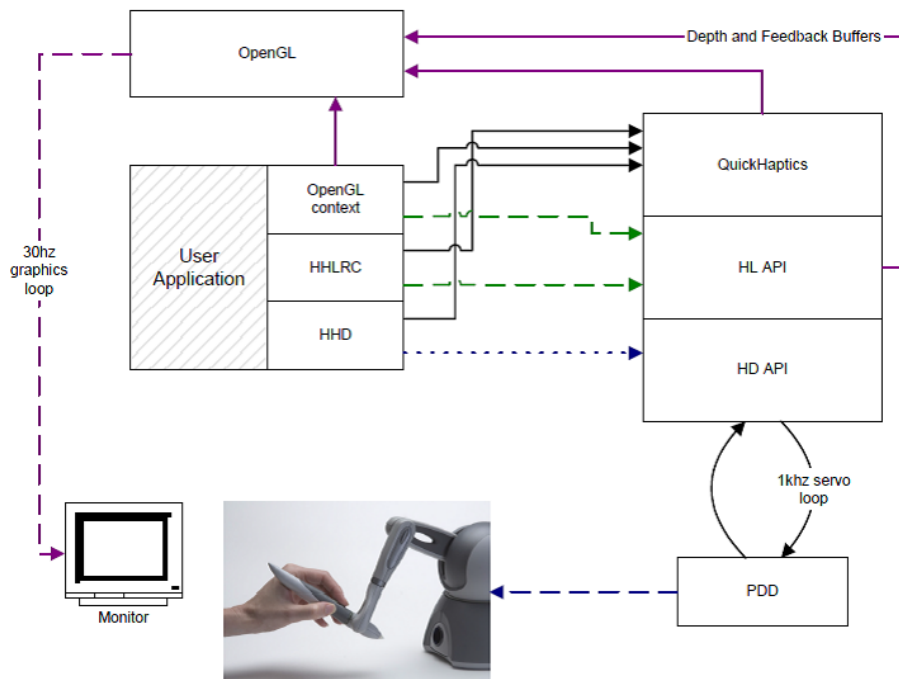 OpenGL
Depth and Feedback Buffers
OpenGL
context
QuickHaptics
User
Application
HHLRC
HL API
30hz
graphics
loop
HHD
HD API
1khz servo
loop
PDD
Monitor